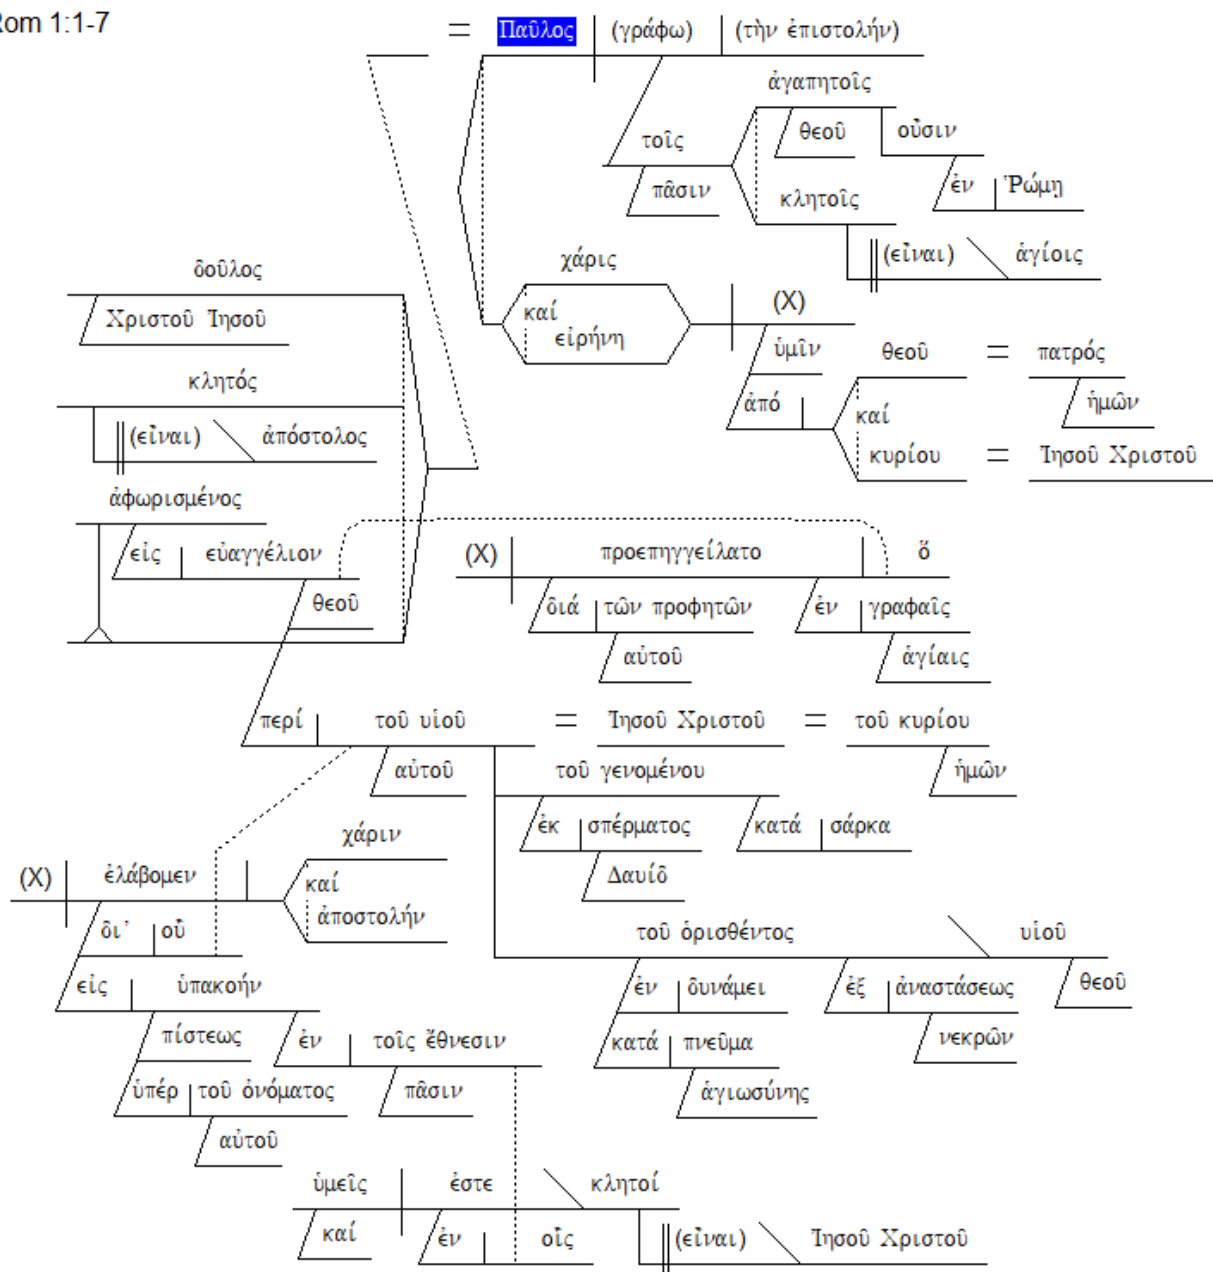 Rom 1:1-7
= Παῦλος (γράφω) (τὴν ἐπιστολήν)
ἀγαπητοῖς
θεοῦ οὖσιν
τοῖς
πᾶσιν κλητοῖς ἐν Ῥώμῃ
(εἶναι) ἁγίοις
χάρις
δοῦλος
Χριστοῦ Ἰησοῦ
καί (X)
εἰρήνη
ὑμῖν θεοῦ = πατρός
κλητός
ἀπό καί ἡμῶν
(εἶναι) ἀπόστολος
κυρίου = Ἰησοῦ Χριστοῦ
ἀφωρισμένος
εἰς εὐαγγέλιον (X) προεπηγγείλατο ὅ
θεοῦ διά τῶν προφητῶν ἐν γραφαῖς
αὐτοῦ ἁγίαις
περί τοῦ υἱοῦ = Ἰησοῦ Χριστοῦ = τοῦ κυρίου
αὐτοῦ τοῦ γενομένου ἡμῶν
ἐκ σπέρματος κατά σάρκα
χάριν
(X) ἐλάβομεν καί Δαυίδ
ἀποστολήν
δι' οὗ τοῦ ὁρισθέντος υἱοῦ
εἰς ὑπακοήν ἐν δυνάμει ἐξ ἀναστάσεως θεοῦ
πίστεως ἐν τοῖς ἔθνεσιν κατά πνεῦμα νεκρῶν
ὑπέρ τοῦ ὀνόματος πᾶσιν ἁγιωσύνης
αὐτοῦ
ὑμεῖς ἐστε κλητοί
καί ἐν οἷς (εἶναι) Ἰησοῦ Χριστοῦ